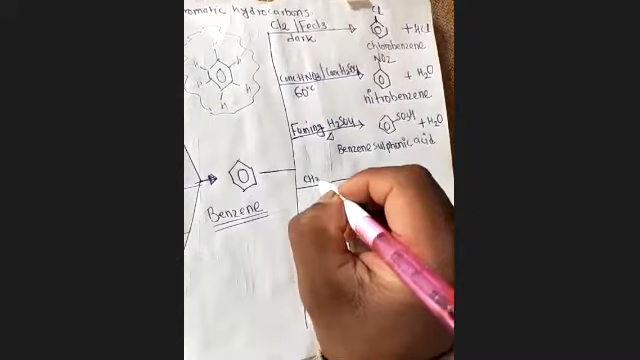 romatic hydrocarbons
Cl2 / FeCl3
dark
Cl
+ HCl
chlorobenzene
H
H
H
H
Conc.HNO3 / Conc.H2SO4
60°C
NO2
+ H2O
nitrobenzene
Fuming H2SO4
Δ
SO3H
+ H2O
Benzene sulphonic acid
CH3
Benzene